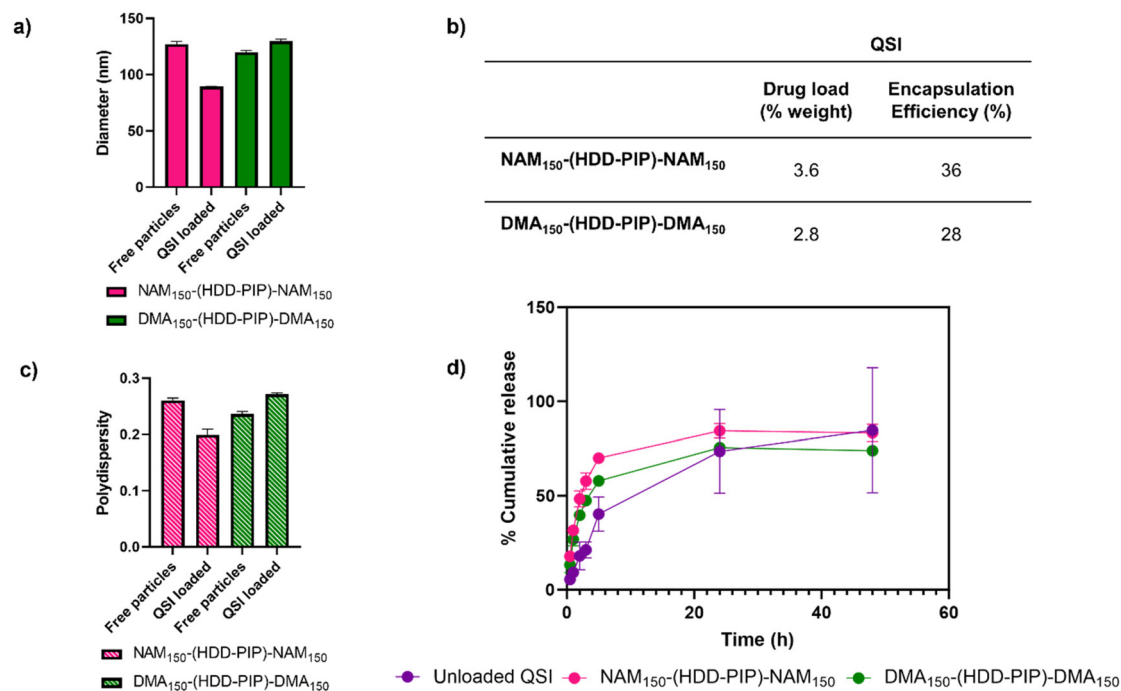 a)
Diameter (nm)
150
100
50
0
Free particles
QSI loaded
Free particles
QSI loaded
NAM₁₅₀-(HDD-PIP)-NAM₁₅₀
DMA₁₅₀-(HDD-PIP)-DMA₁₅₀
b)
QSI
Drug load Encapsulation
(% weight) Efficiency (%)
NAM₁₅₀-(HDD-PIP)-NAM₁₅₀ 3.6 36
DMA₁₅₀-(HDD-PIP)-DMA₁₅₀ 2.8 28
c)
Polydispersity
0.3
0.2
0.1
0.0
Free particles
QSI loaded
Free particles
QSI loaded
NAM₁₅₀-(HDD-PIP)-NAM₁₅₀
DMA₁₅₀-(HDD-PIP)-DMA₁₅₀
d)
% Cumulative release
150
100
50
0
0 20 40 60
Time (h)
Unloaded QSI NAM₁₅₀-(HDD-PIP)-NAM₁₅₀ DMA₁₅₀-(HDD-PIP)-DMA₁₅₀